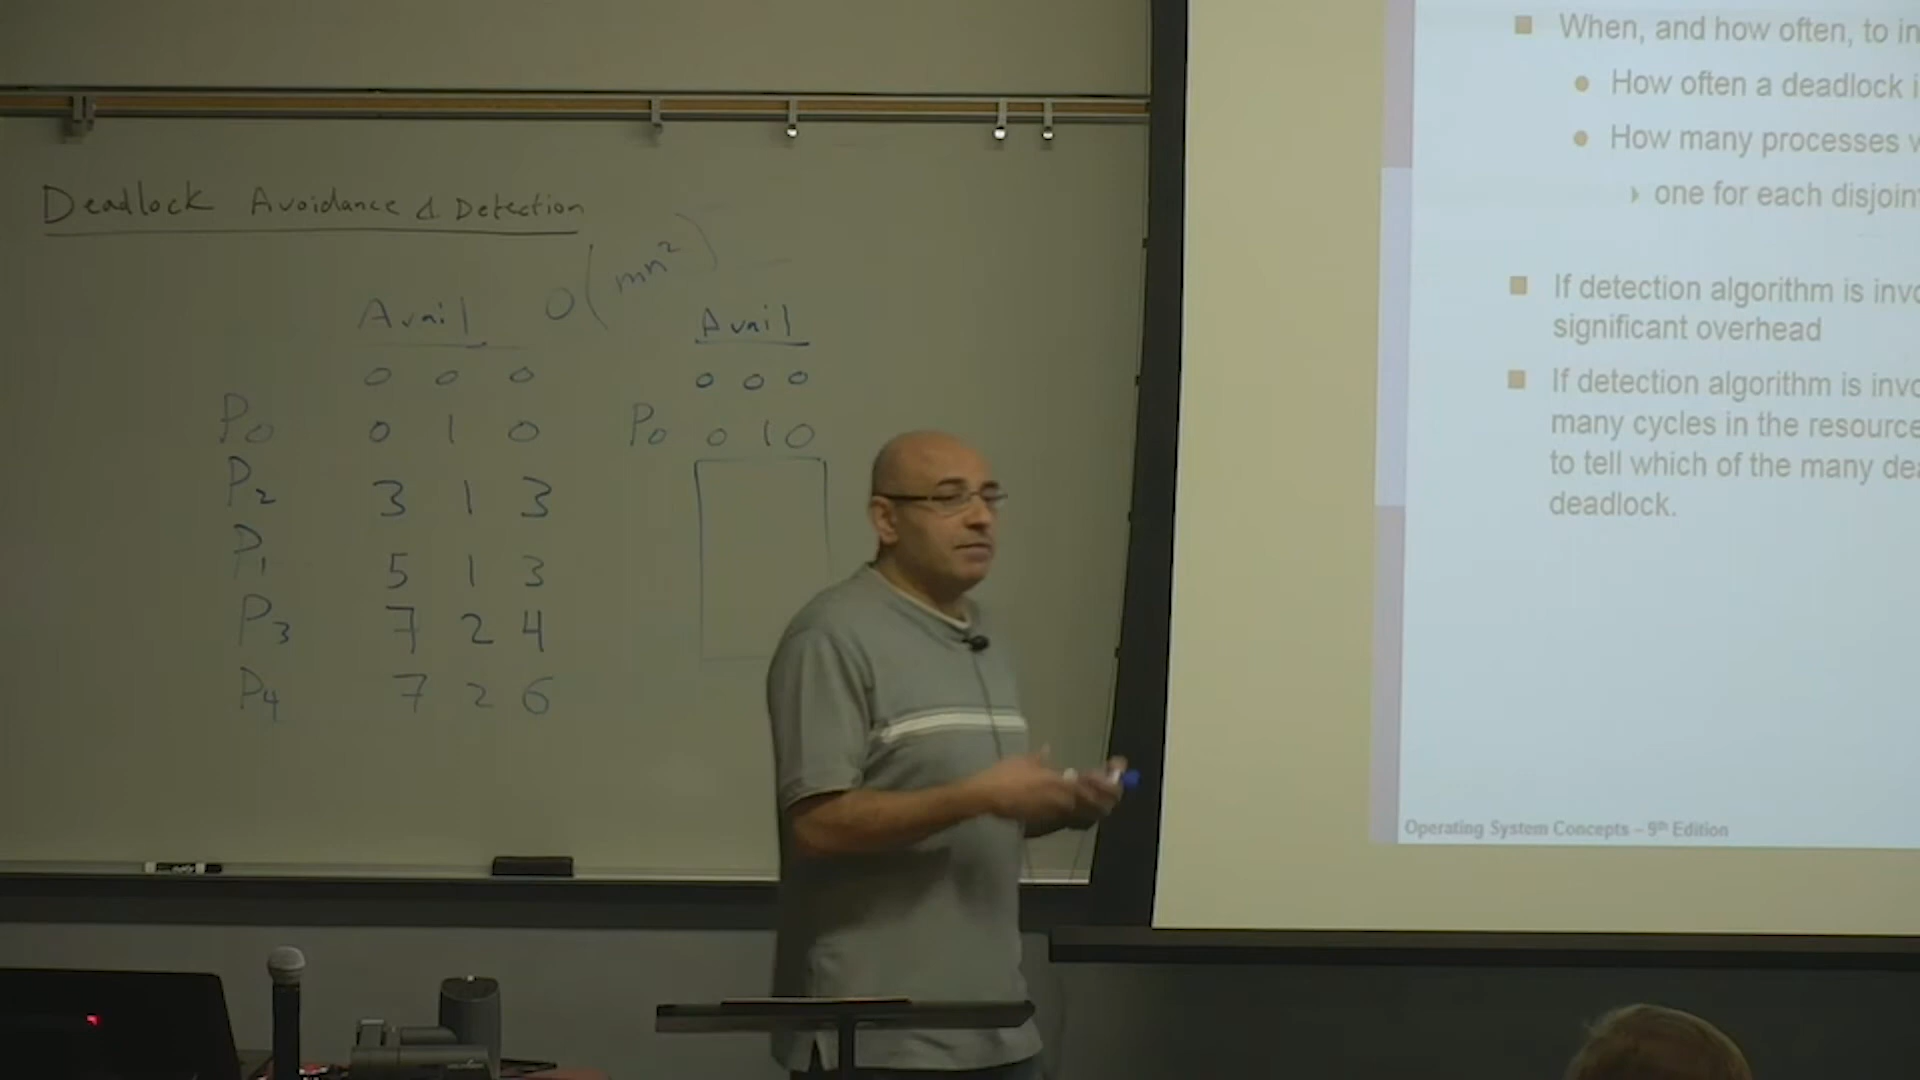 Deadlock Avoidance & Detection
O(mn²)
Avail
0 0 0
P0 0 1 0
P2 3 1 3
P1 5 1 3
P3 7 2 4
P4 7 2 6
Avail
0 0 0
P0 0 1 0
When, and how often, to in
How often a deadlock i
How many processes w
one for each disjoint
If detection algorithm is invo
significant overhead
If detection algorithm is invo
many cycles in the resource
to tell which of the many dea
deadlock.
Operating System Concepts – 9th Edition